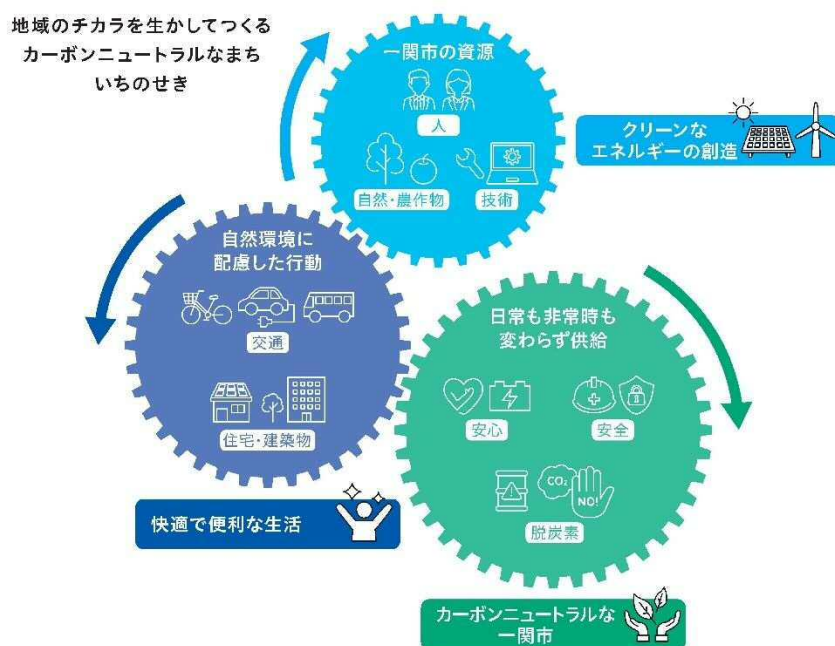 地域のチカラを生かしてつくる
カーボンニュートラルなまち
いちのせき
一関市の資源
人
自然・農作物
技術
クリーンな
エネルギーの創造
自然環境に
配慮した行動
交通
住宅・建築物
快適で便利な生活
日常も非常時も
変わらず供給
安心
安全
CO₂
NO!
脱炭素
カーボンニュートラルな
一関市